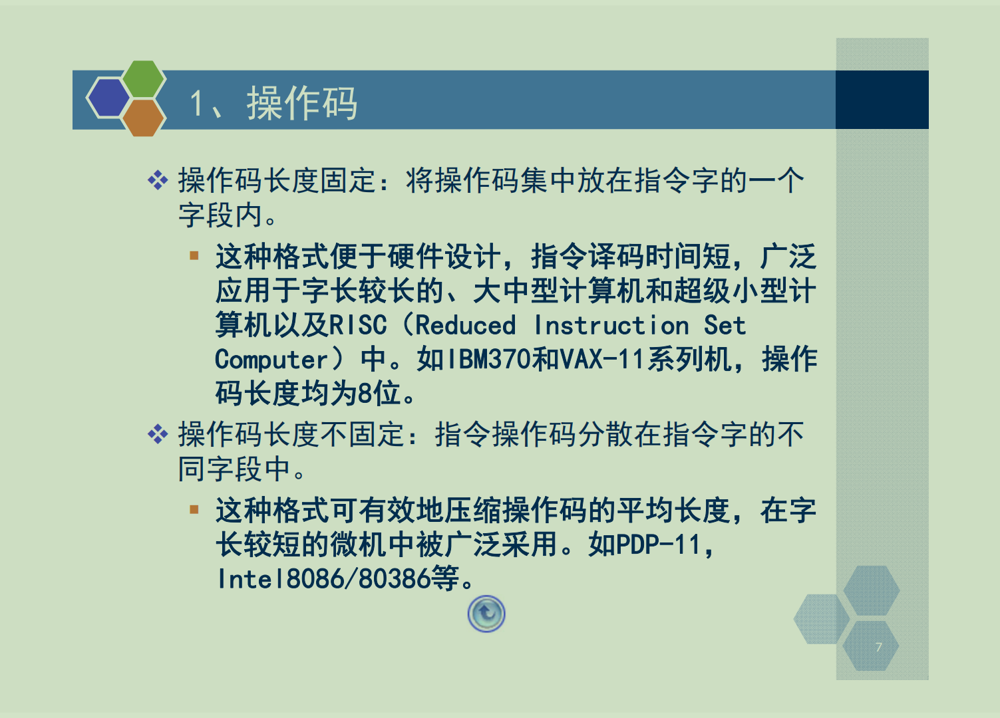 1、操作码
操作码长度固定：将操作码集中放在指令字的一个
字段内。
这种格式便于硬件设计，指令译码时间短，广泛
应用于字长较长的、大中型计算机和超级小型计
算机以及RISC（Reduced Instruction Set
Computer）中。如IBM370和VAX-11系列机，操作
码长度均为8位。
操作码长度不固定：指令操作码分散在指令字的不
同字段中。
这种格式可有效地压缩操作码的平均长度，在字
长较短的微机中被广泛采用。如PDP-11，
Intel8086/80386等。
7